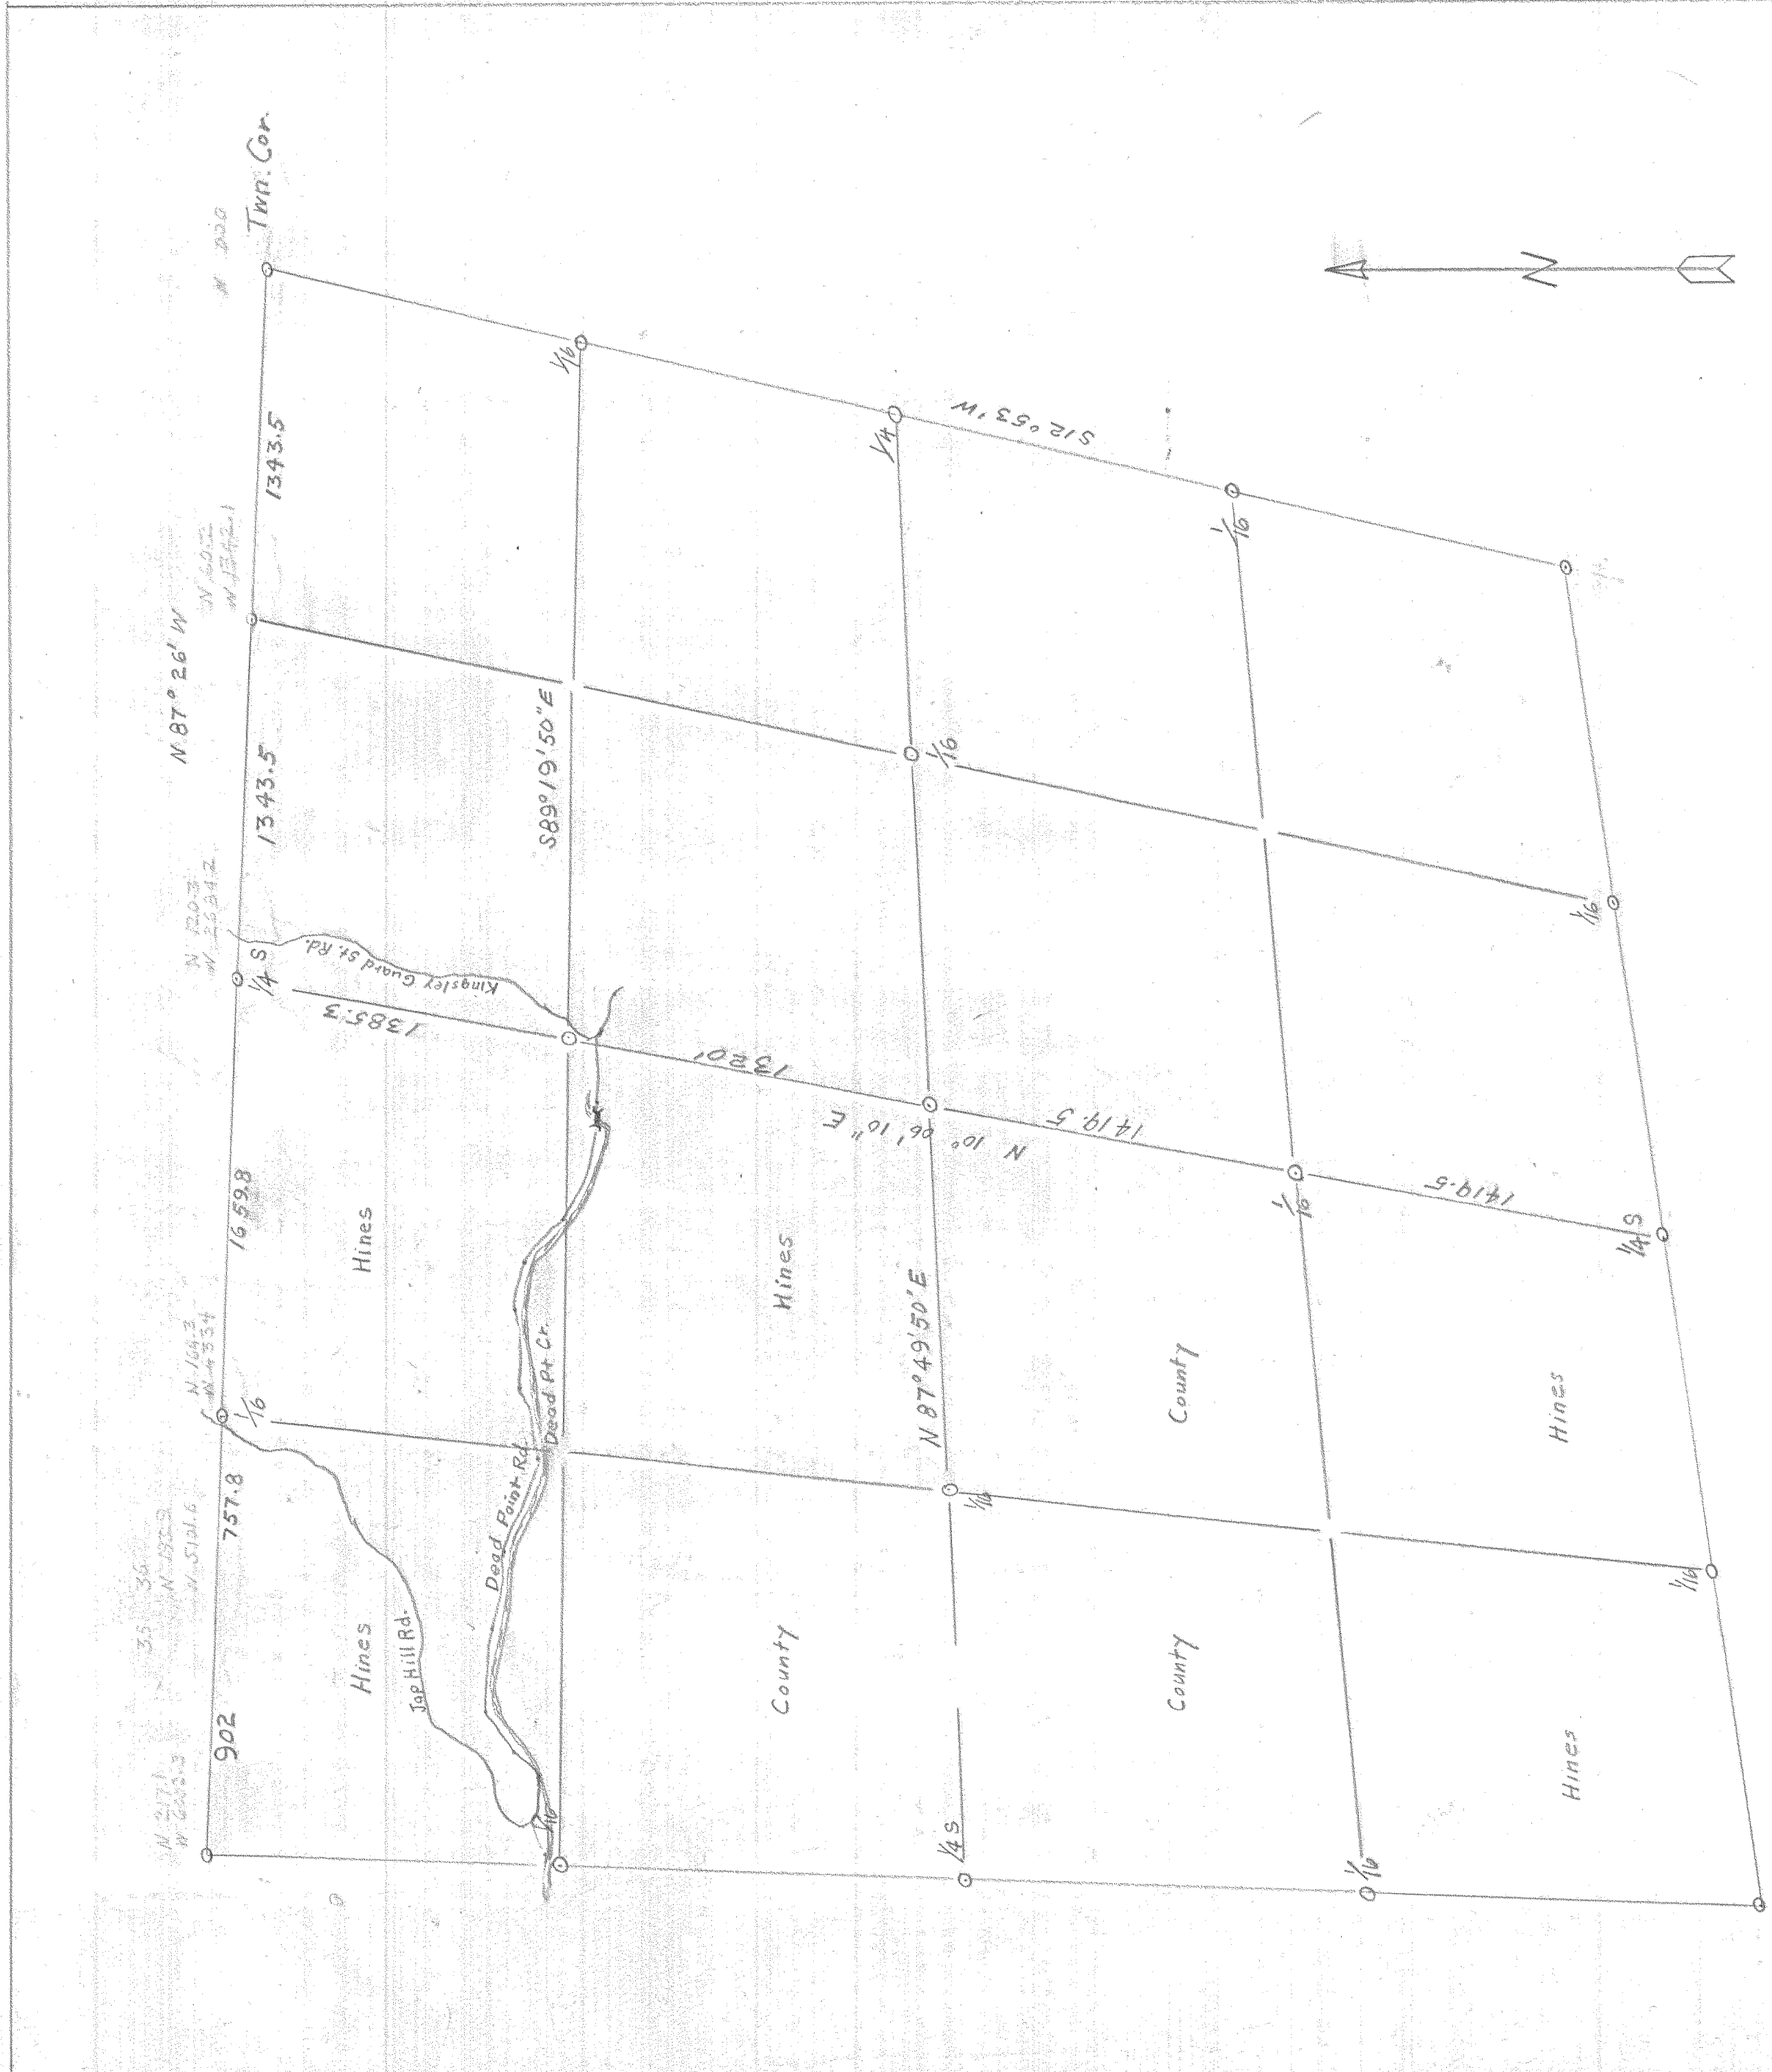 Twn. Cor.
1343.5
N 87° 26' W
1343.5
1/4 S
Kingsley Guard St. Rd.
1385.3
1659.8
1/16
757.8
902
Hines
Hines
Jap Hill Rd.
Dead Point Rd.
Dead Pt Cr.
S89°19'50"E
1/16
1/16
1320'
Hines
County
1/4
S12°53'W
1/16
N 10° 06' 10" E
N 87° 49' 50' E
1/16
1/4 S
1419.5
County
County
1/16
1/16
1/16
1419.5
Hines
Hines
1/16
1/4 S
1/16
N